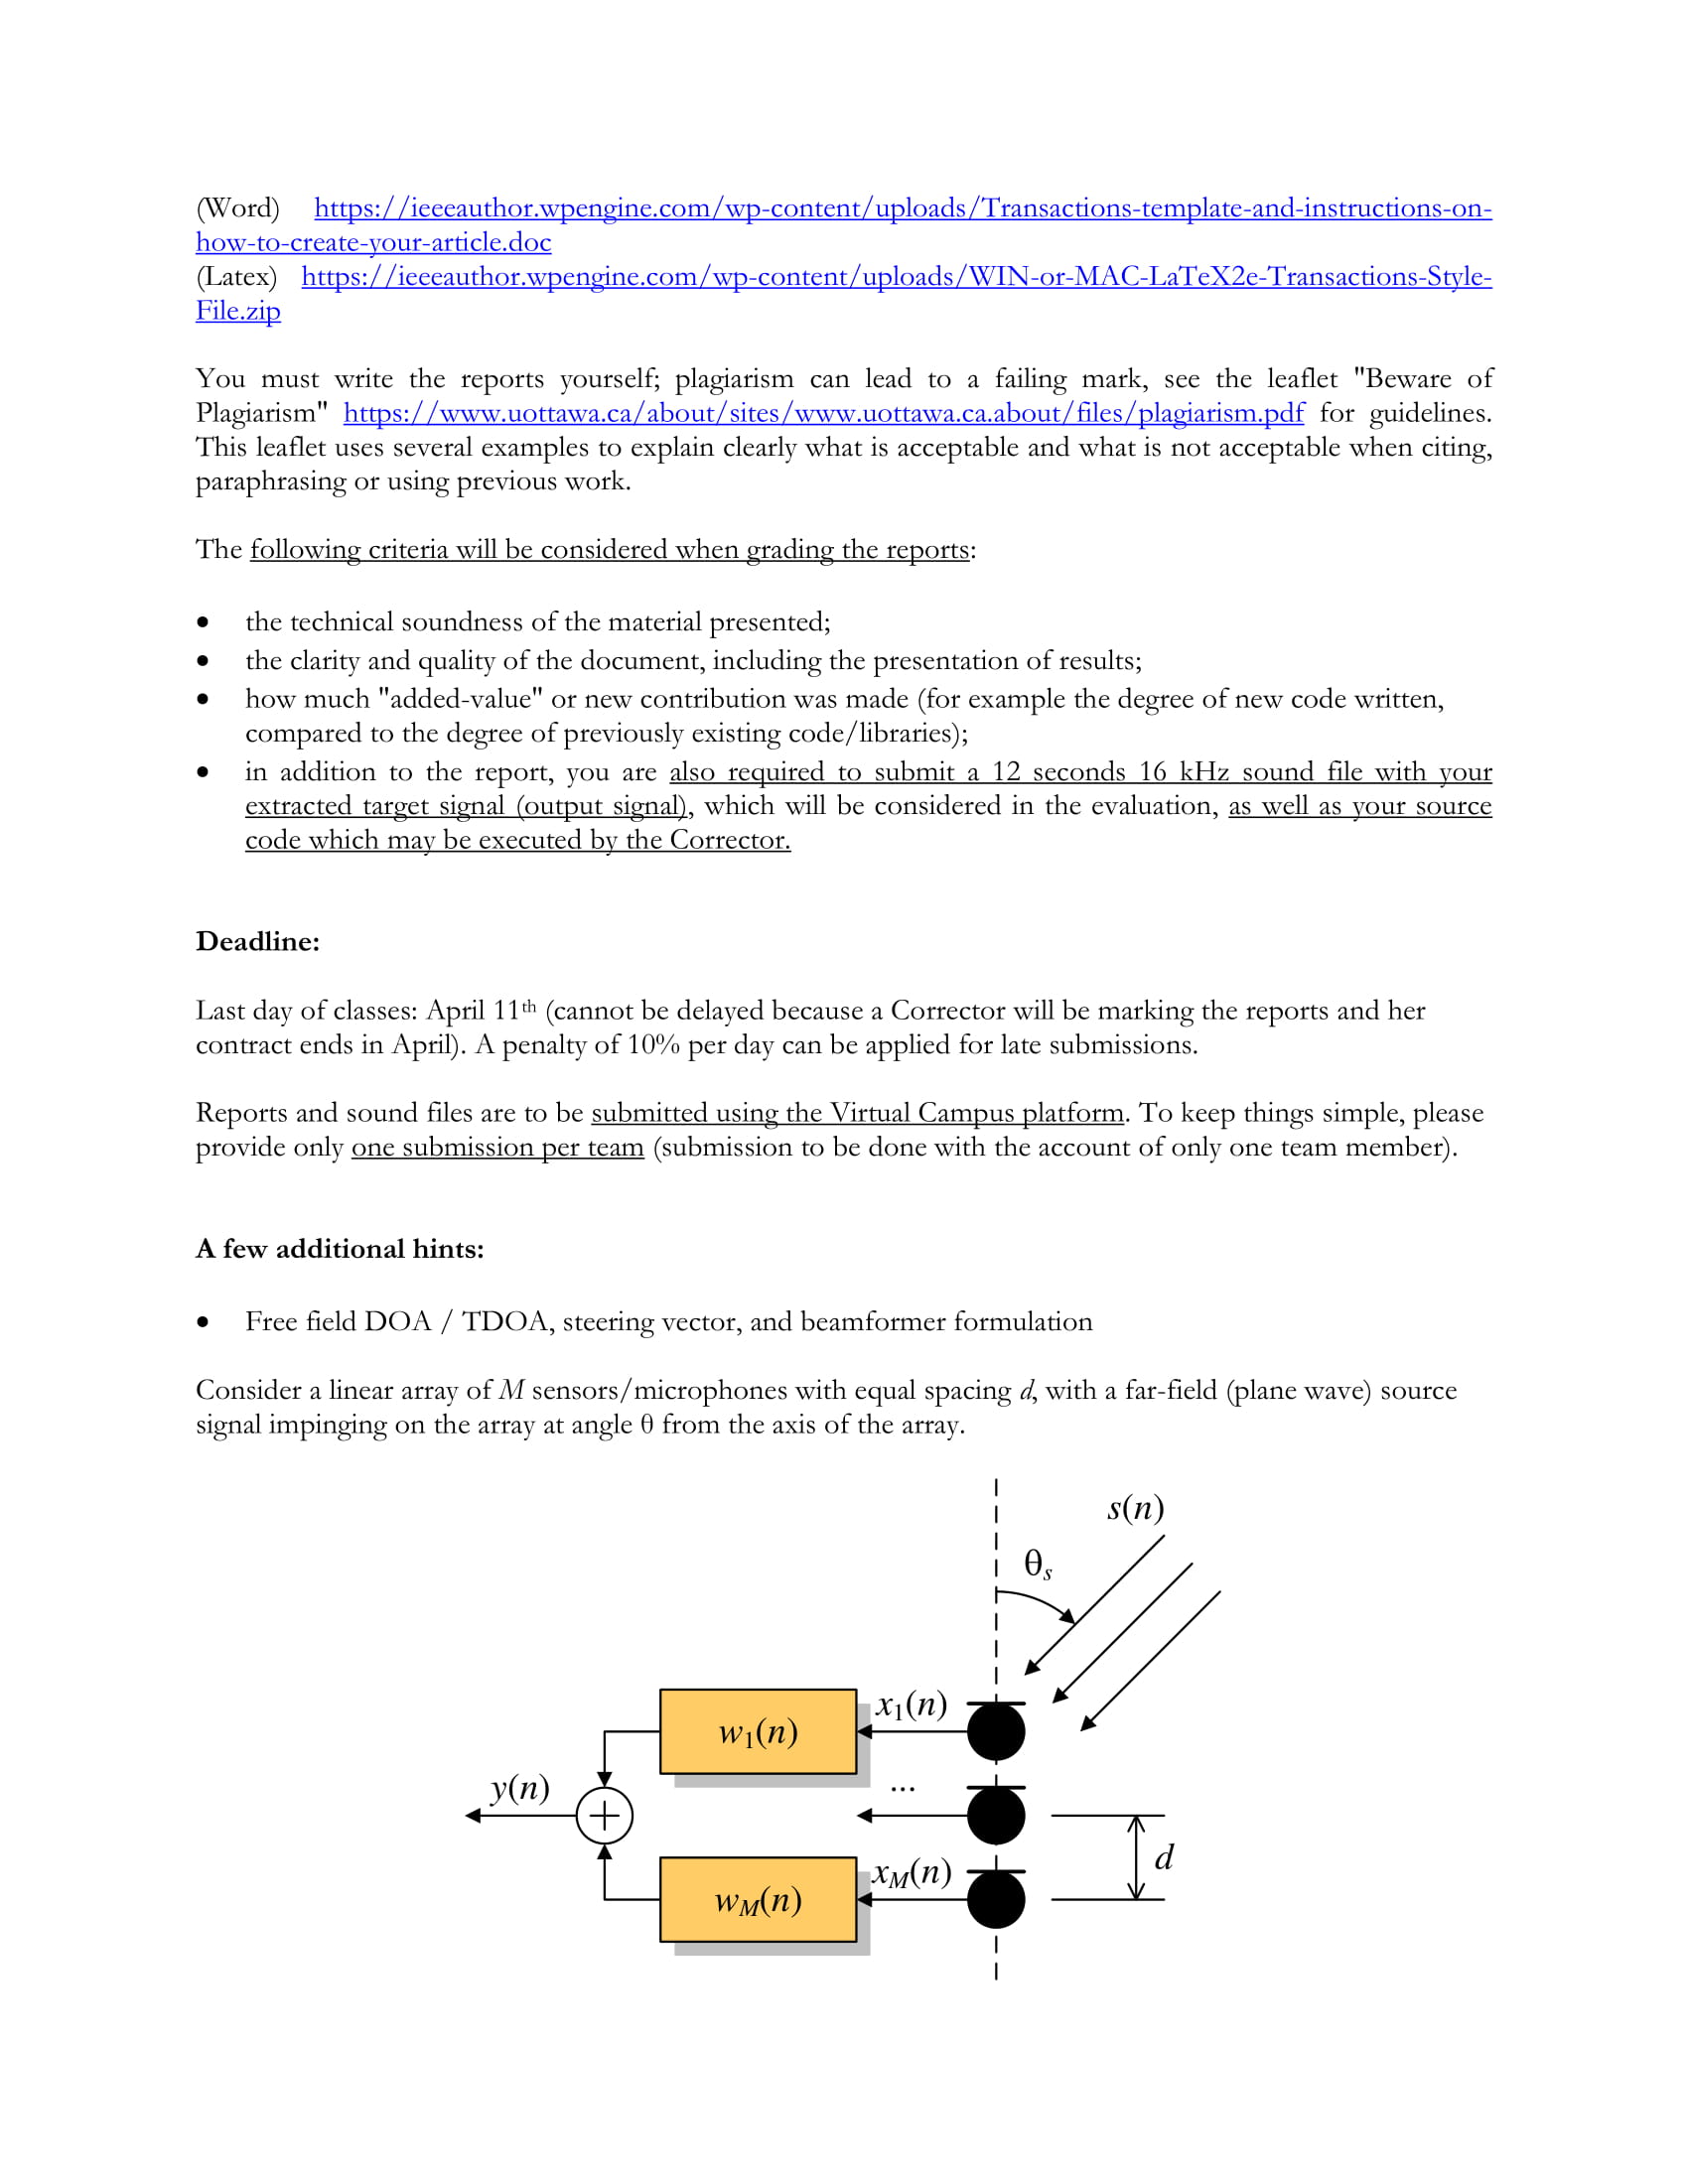 (Word) https://ieeeauthor.wpengine.com/wp-content/uploads/Transactions-template-and-instructions-on-
how-to-create-your-article.doc
(Latex) https://ieeeauthor.wpengine.com/wp-content/uploads/WIN-or-MAC-LaTeX2e-Transactions-Style-
File.zip
You must write the reports yourself; plagiarism can lead to a failing mark, see the leaflet "Beware of
Plagiarism" https://www.uottawa.ca/about/sites/www.uottawa.ca.about/files/plagiarism.pdf for guidelines.
This leaflet uses several examples to explain clearly what is acceptable and what is not acceptable when citing,
paraphrasing or using previous work.
The following criteria will be considered when grading the reports:
• the technical soundness of the material presented;
• the clarity and quality of the document, including the presentation of results;
• how much "added-value" or new contribution was made (for example the degree of new code written,
compared to the degree of previously existing code/libraries);
• in addition to the report, you are also required to submit a 12 seconds 16 kHz sound file with your
extracted target signal (output signal), which will be considered in the evaluation, as well as your source
code which may be executed by the Corrector.
Deadline:
Last day of classes: April 11th (cannot be delayed because a Corrector will be marking the reports and her
contract ends in April). A penalty of 10% per day can be applied for late submissions.
Reports and sound files are to be submitted using the Virtual Campus platform. To keep things simple, please
provide only one submission per team (submission to be done with the account of only one team member).
A few additional hints:
• Free field DOA / TDOA, steering vector, and beamformer formulation
Consider a linear array of M sensors/microphones with equal spacing d, with a far-field (plane wave) source
signal impinging on the array at angle θ from the axis of the array.
s(n)
θs
x1(n)
w1(n)
...
y(n)
d
xM(n)
wM(n)